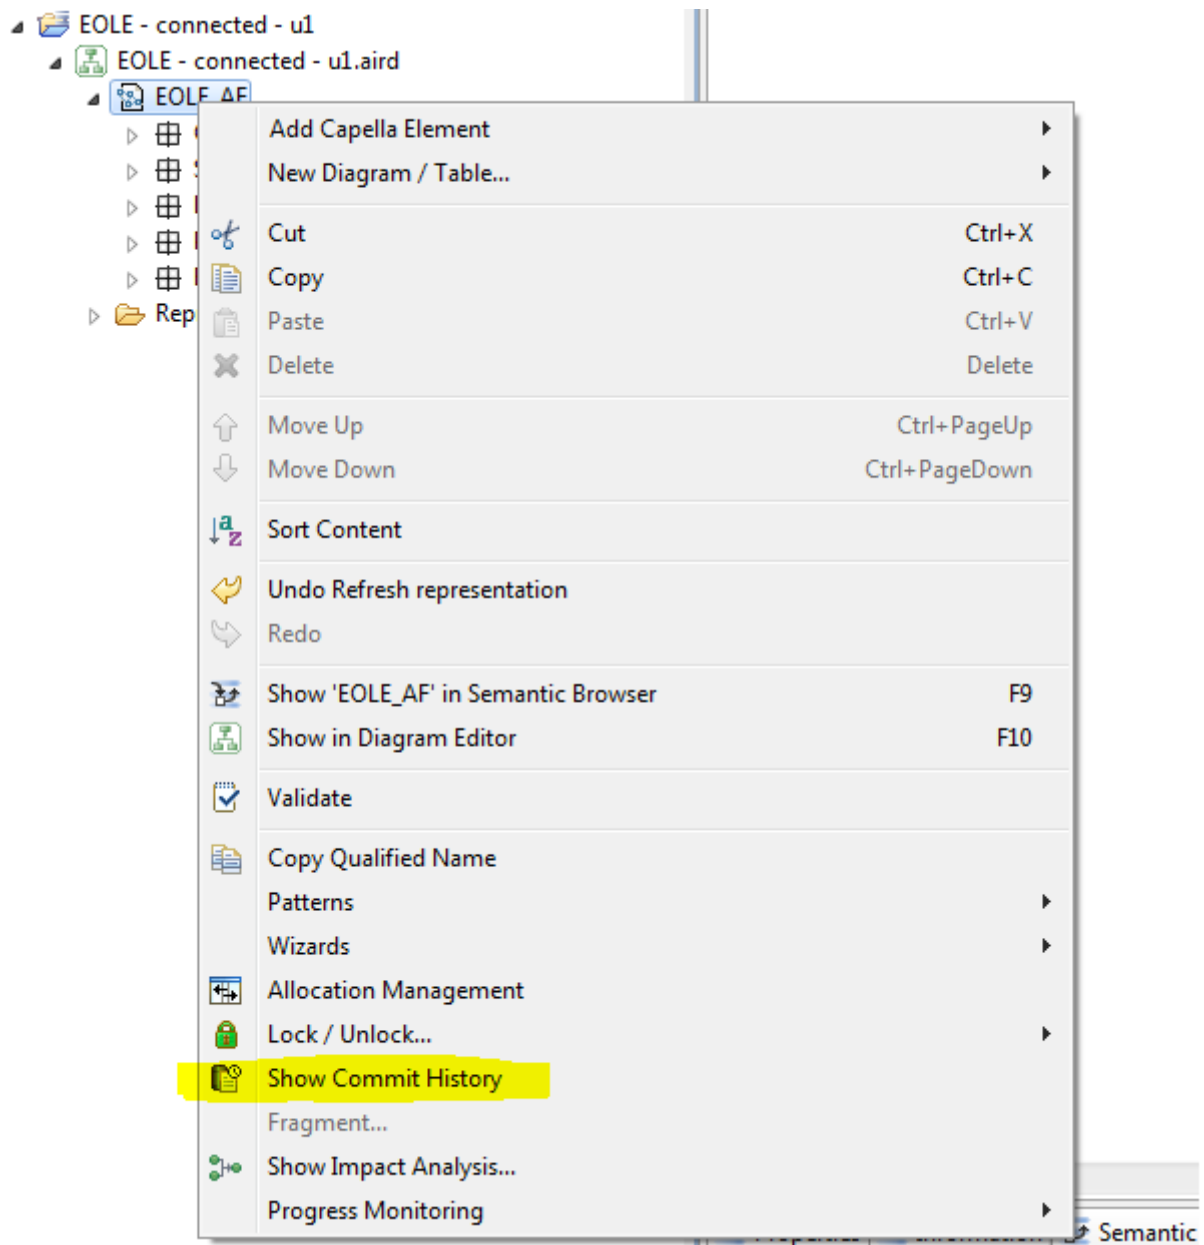 EOLE - connected - u1
EOLE - connected - u1.aird
EOLE_AF
Rep
Add Capella Element
New Diagram / Table...
Cut Ctrl+X
Copy Ctrl+C
Paste Ctrl+V
Delete Delete
Move Up Ctrl+PageUp
Move Down Ctrl+PageDown
Sort Content
Undo Refresh representation
Redo
Show 'EOLE_AF' in Semantic Browser F9
Show in Diagram Editor F10
Validate
Copy Qualified Name
Patterns
Wizards
Allocation Management
Lock / Unlock...
Show Commit History
Fragment...
Show Impact Analysis...
Progress Monitoring
Properties Information Semantic